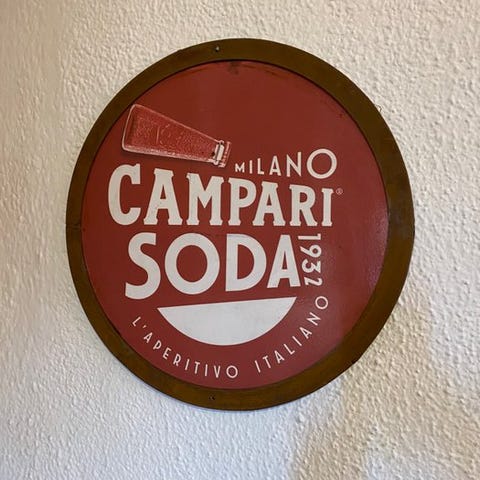 MILANO
CAMPARI®
SODA
1932
L'APERITIVO ITALIANO